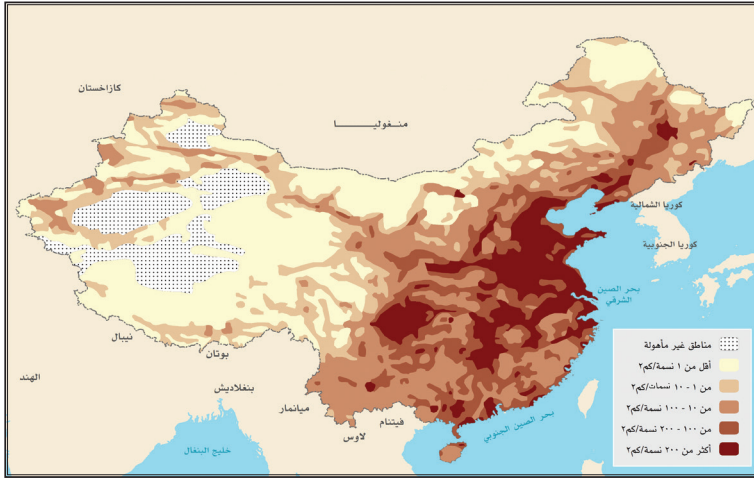 كازاخستان
منغوليا
كوريا الشمالية
كوريا الجنوبية
بحر الصين
الشرقي
نيبال
بوتان
الهند
بنغلاديش
ميانمار
فيتنام
لاوس
بحر الصين الجنوبي
خليج البنغال
مناطق غير مأهولة
أقل من ١ نسمة/كم٢
من ١ - ١٠ نسمات/كم٢
من ١٠ - ١٠٠ نسمة/كم٢
من ١٠٠ - ٢٠٠ نسمة/كم٢
أكثر من ٢٠٠ نسمة/كم٢